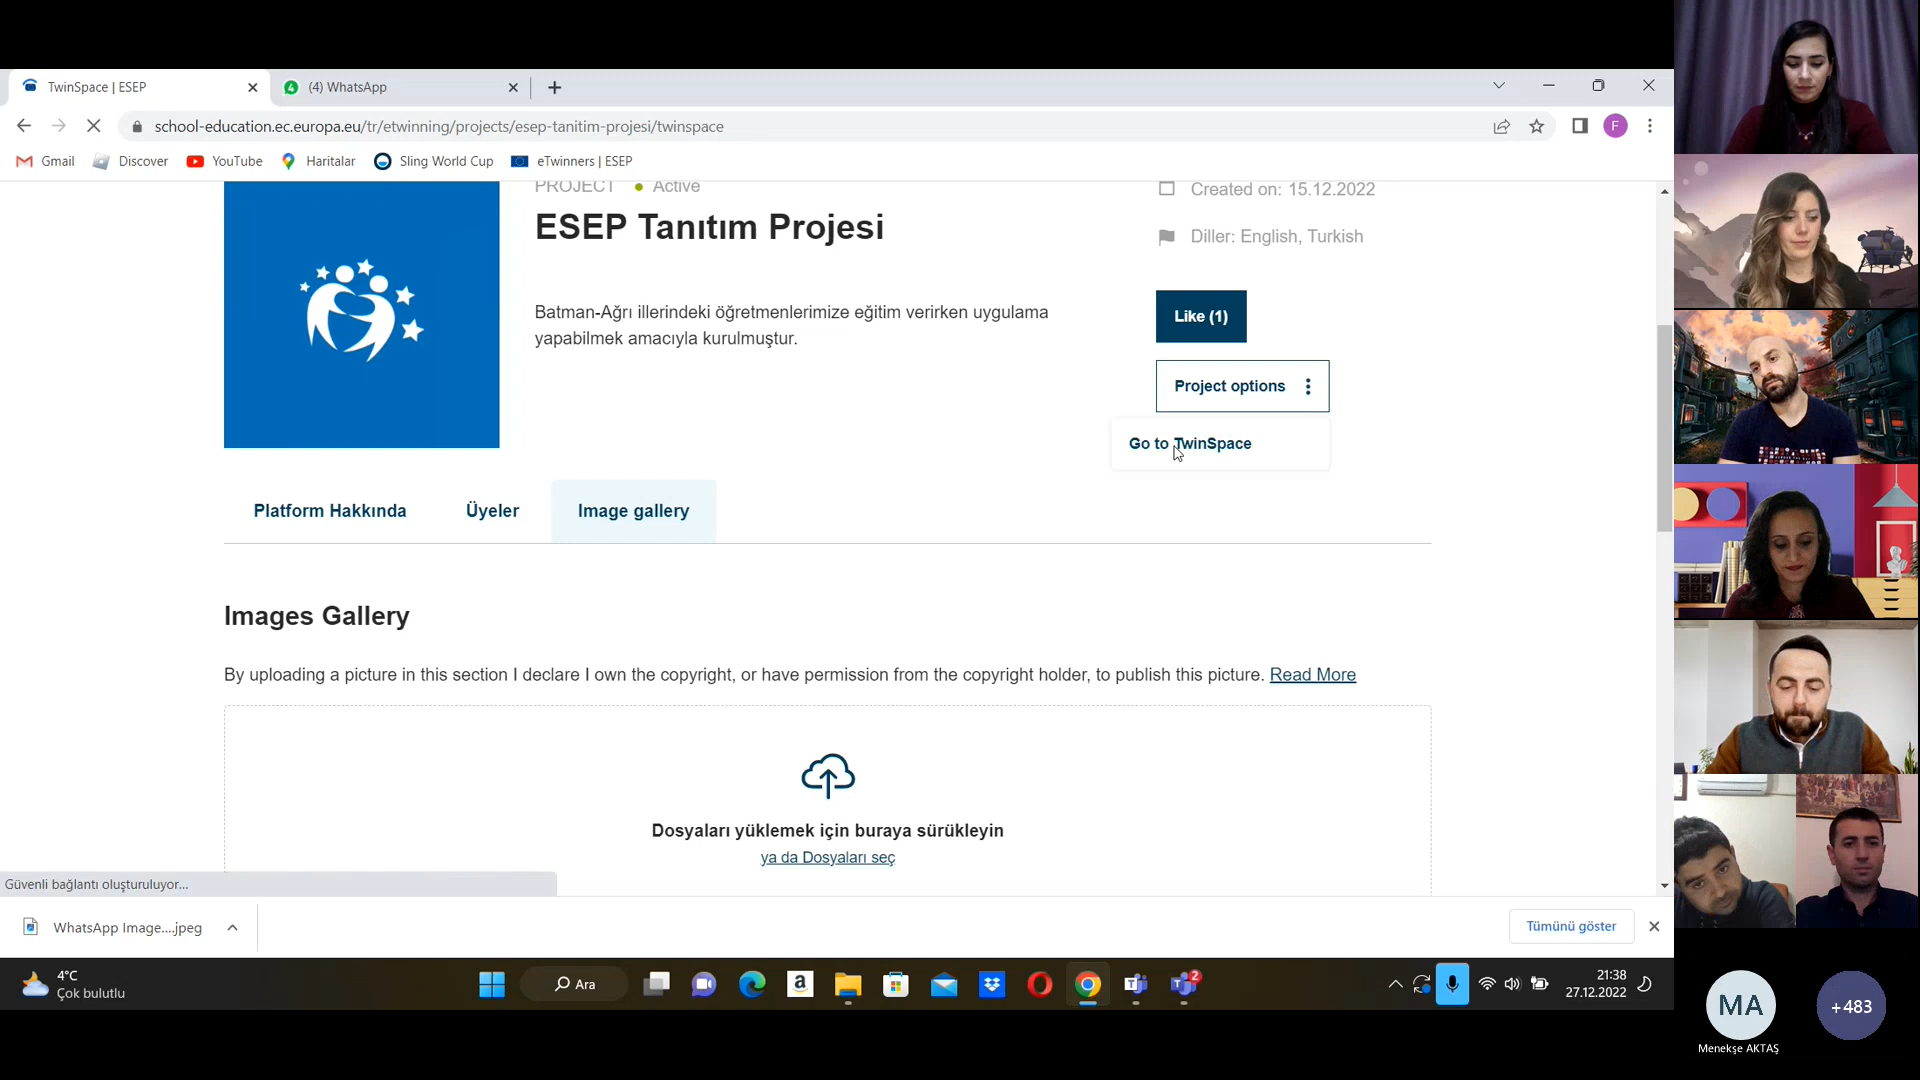 TwinSpace | ESEP
(4) WhatsApp
school-education.ec.europa.eu/tr/etwinning/projects/esep-tanitim-projesi/twinspace
F
Gmail
Discover
YouTube
Haritalar
Sling World Cup
eTwinners | ESEP
PROJECT
Active
Created on: 15.12.2022
ESEP Tanıtım Projesi
Diller: English, Turkish
Batman-Ağrı illerindeki öğretmenlerimize eğitim verirken uygulama
yapabilmek amacıyla kurulmuştur.
Like (1)
Project options
Go to TwinSpace
Platform Hakkında
Üyeler
Image gallery
Images Gallery
By uploading a picture in this section I declare I own the copyright, or have permission from the copyright holder, to publish this picture. Read More
Dosyaları yüklemek için buraya sürükleyin
ya da Dosyaları seç
Güvenli bağlantı oluşturuluyor...
WhatsApp Image....jpeg
Tümünü göster
4°C
Çok bulutlu
Ara
2
21:38
27.12.2022
MA
Menekşe AKTAŞ
+483